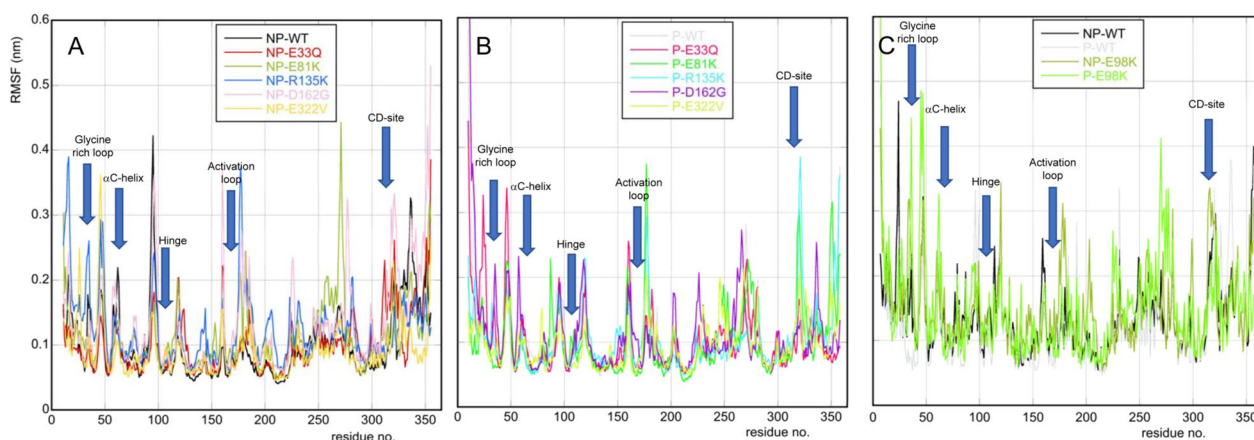 A
NP-WT
NP-E33Q
NP-E81K
NP-R135K
NP-D162G
NP-E322V
Glycine
rich loop
αC-helix
Hinge
Activation
loop
CD-site
RMSF (nm)
0.6
0.5
0.4
0.3
0.2
0.1
0
0 50 100 150 200 250 300 350
residue no.
B
P-WT
P-E33Q
P-E81K
P-R135K
P-D162G
P-E322V
Glycine
rich loop
αC-helix
Hinge
Activation
loop
CD-site
0 50 100 150 200 250 300 350
residue no.
C
NP-WT
P-WT
NP-E98K
P-E98K
Glycine
rich loop
αC-helix
Hinge
Activation
loop
CD-site
0 50 100 150 200 250 300 350
residue no.